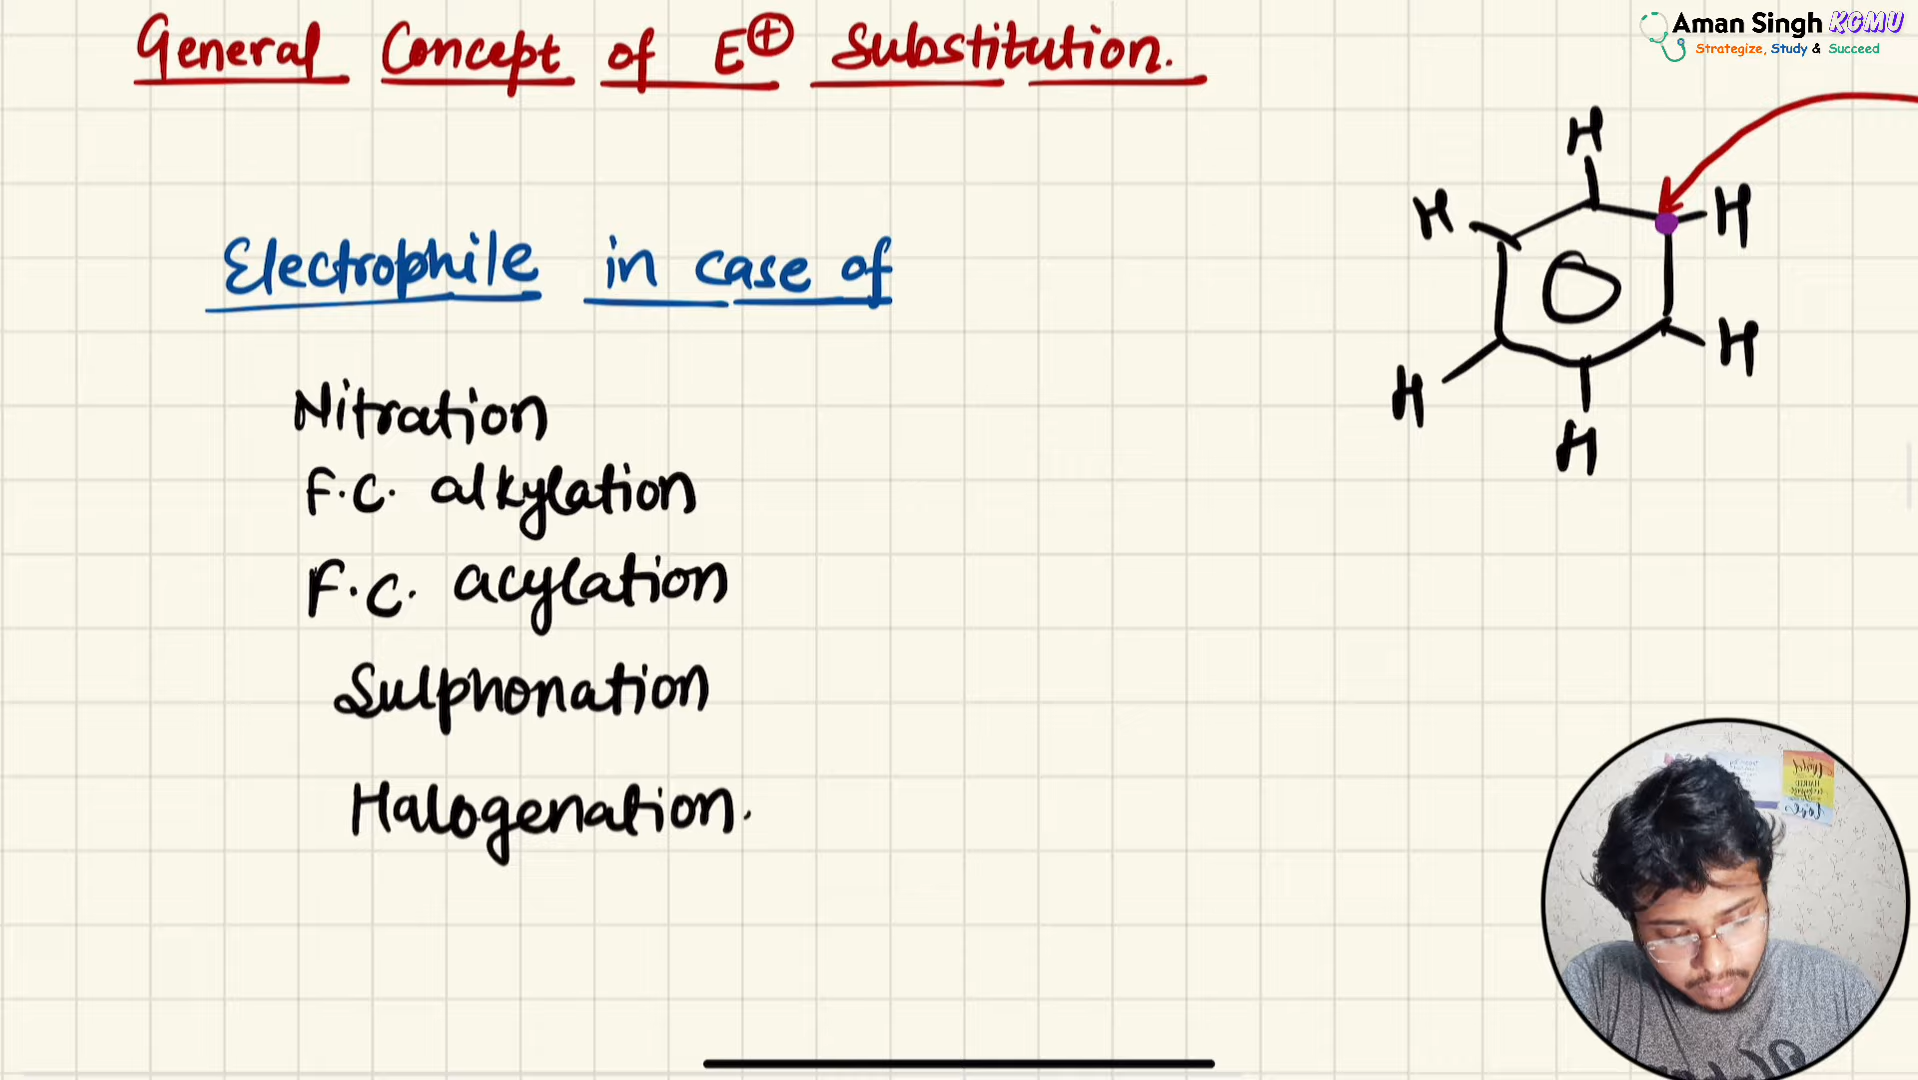 General Concept of E⊕ Substitution.
Aman Singh KGMU
Strategize, Study & Succeed
H
H
H
Electrophile in case of
H
H
H
Nitration
F.C. alkylation
F.C. acylation
Sulphonation
Halogenation.